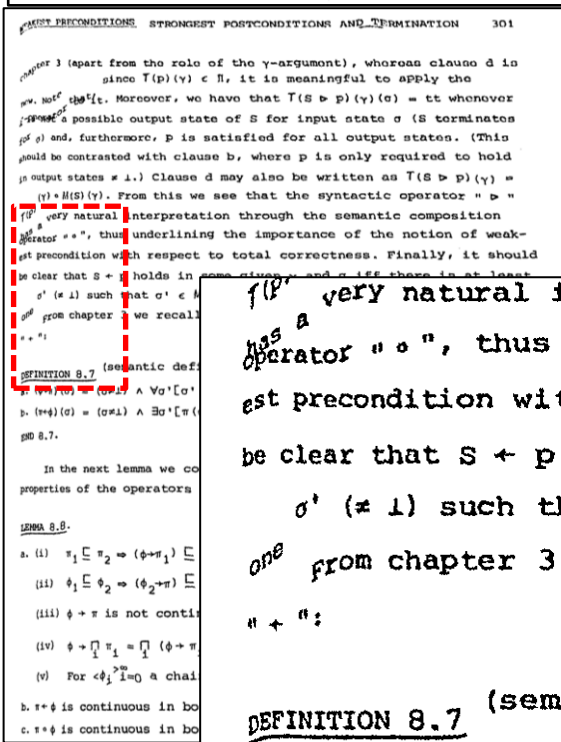 WEAKEST PRECONDITIONS STRONGEST POSTCONDITIONS AND TERMINATION 301
chapter 3 (apart from the role of the γ-argument), whereas clause d is
since T(p)(γ) ∈ Π, it is meaningful to apply the
new. Note that it. Moreover, we have that T(S ▷ p)(γ)(σ) = tt whenever
a possible output state of S for input state σ (S terminates
for σ) and, furthermore, p is satisfied for all output states. (This
should be contrasted with clause b, where p is only required to hold
in output states ≠ ⊥.) Clause d may also be written as T(S ▷ p)(γ) =
(γ) ∘ M(S)(γ). From this we see that the syntactic operator " ▷ "
T(p) very natural interpretation through the semantic composition
has a
operator "∘", thus underlining the importance of the notion of weak-
est precondition with respect to total correctness. Finally, it should
be clear that S ← p holds in some given γ and σ iff there is at least
σ' (≠ ⊥) such that σ' ∈ M
one from chapter 3 we recall
"←":
DEFINITION 8.7 (semantic def
∧ ∀σ'[σ'
b. (π←φ)(σ) = (σ≠⊥) ∧ ∃σ'[π(
END 8.7.
In the next lemma we co
properties of the operators
LEMMA 8.8.
a. (i) π₁ ⊑ π₂ ⇒ (φ→π₁) ⊑
(ii) φ₁ ⊑ φ₂ ⇒ (φ₂→π) ⊑
(iii) φ → π is not conti
(iv) φ → ⊓ᵢ πᵢ = ⊓ᵢ (φ → π
(v) For <φᵢ>∞ᵢ₌₀ a chai
b. π←φ is continuous in bo
c. π∘φ is continuous in bo
T(p) very natural i
has a
operator "∘", thus
est precondition wit
be clear that S ← p
σ' (≠ ⊥) such th
one from chapter 3
"←":
DEFINITION 8.7 (sem